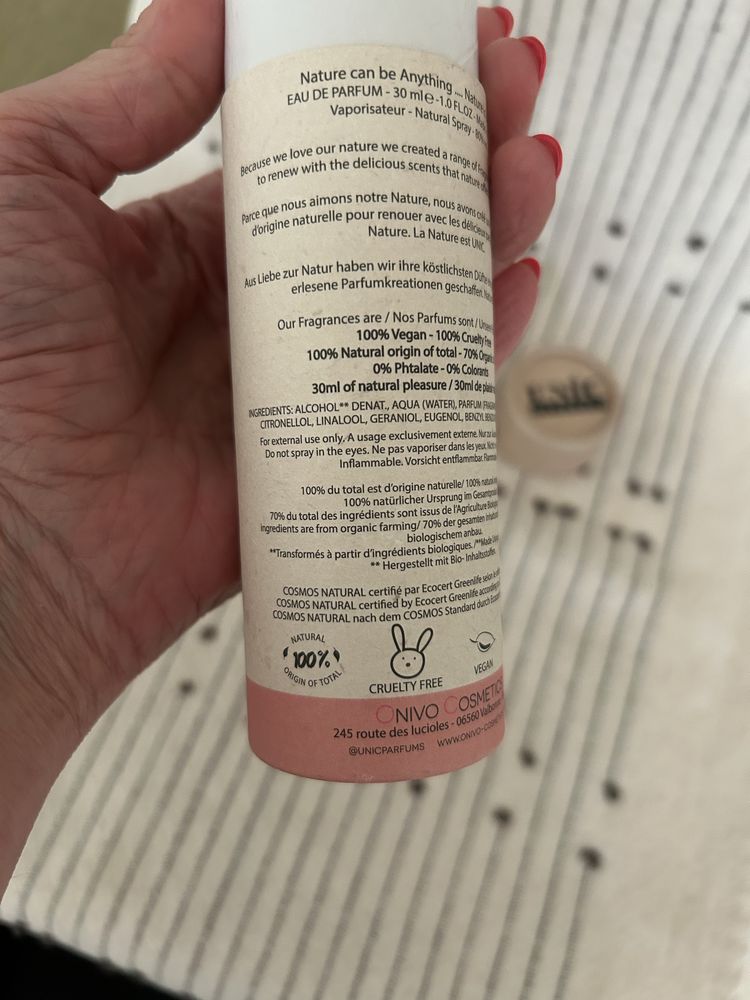 Nature can be Anything .... Nature
EAU DE PARFUM - 30 ml ℮ -1.0 FL.OZ -
Vaporisateur - Natural Spray -
Because we love our nature we created a range of
to renew with the delicious scents that nature
Parce que nous aimons notre Nature, nous avons créé
d'origine naturelle pour renouer avec les
Nature. La Nature est UNIC
Aus Liebe zur Natur haben wir ihre köstlichsten Düfte
erlesene Parfumkreationen geschaffen.
Our Fragrances are / Nos Parfums sont /
100% Vegan - 100% Cruelty Free
100% Natural origin of total - 70%
0% Phtalate - 0% Colorants
30ml of natural pleasure / 30ml de
INGREDIENTS: ALCOHOL** DENAT., AQUA (WATER), PARFUM
CITRONELLOL, LINALOOL, GERANIOL, EUGENOL, BENZYL
For external use only. A usage exclusivement externe. Nur zur
Do not spray in the eyes. Ne pas vaporiser dans les yeux.
Inflammable. Vorsicht entflammbar.
100% du total est d'origine naturelle/ 100% natural
100% natürlicher Ursprung im
70% du total des ingrédients sont issus de l'Agriculture
ingredients are from organic farming/ 70% der gesamten
biologischem anbau.
**Transformés à partir d'ingrédients biologiques. /**Made
** Hergestellt mit Bio- Inhaltsstoffen.
COSMOS NATURAL certifié par Ecocert Greenlife selon le
COSMOS NATURAL certified by Ecocert Greenlife according
COSMOS NATURAL nach dem COSMOS Standard durch
NATURAL
100%
ORIGIN OF TOTAL
CRUELTY FREE
VEGAN
ONIVO COSMETICS
245 route des lucioles - 06560 Valbonne
@UNICPARFUMS